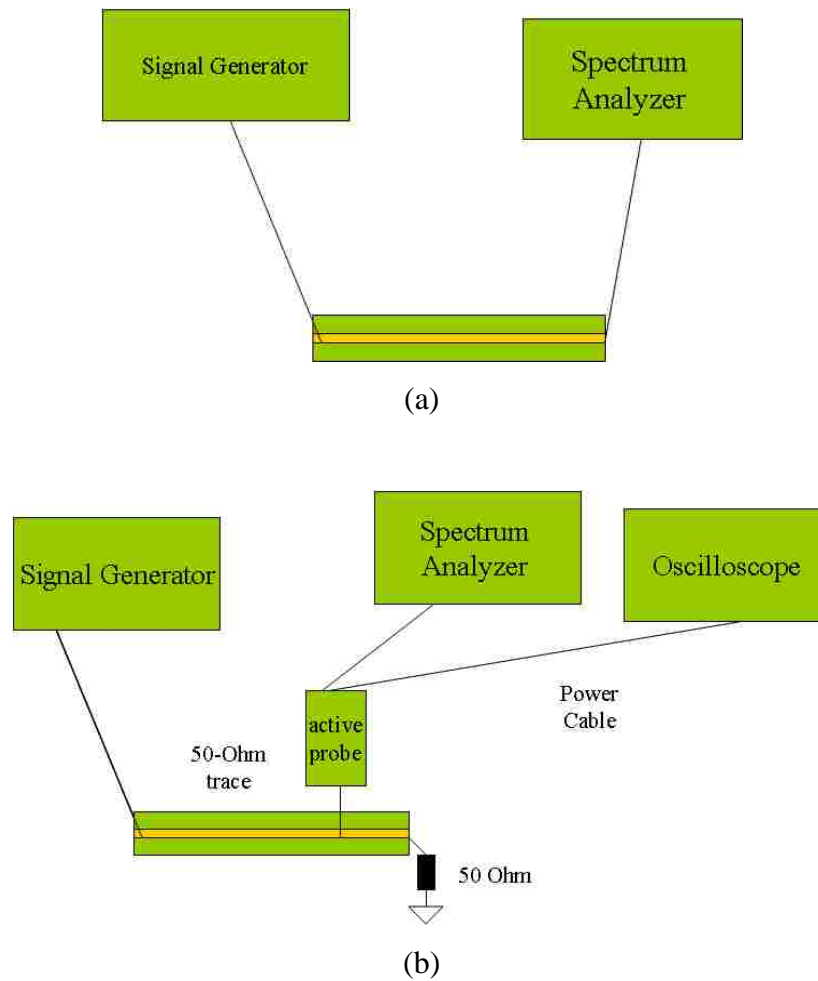 Signal Generator
Spectrum
Analyzer
(a)
Signal Generator
Spectrum
Analyzer
Oscilloscope
active
probe
Power
Cable
50-Ohm
trace
50 Ohm
(b)